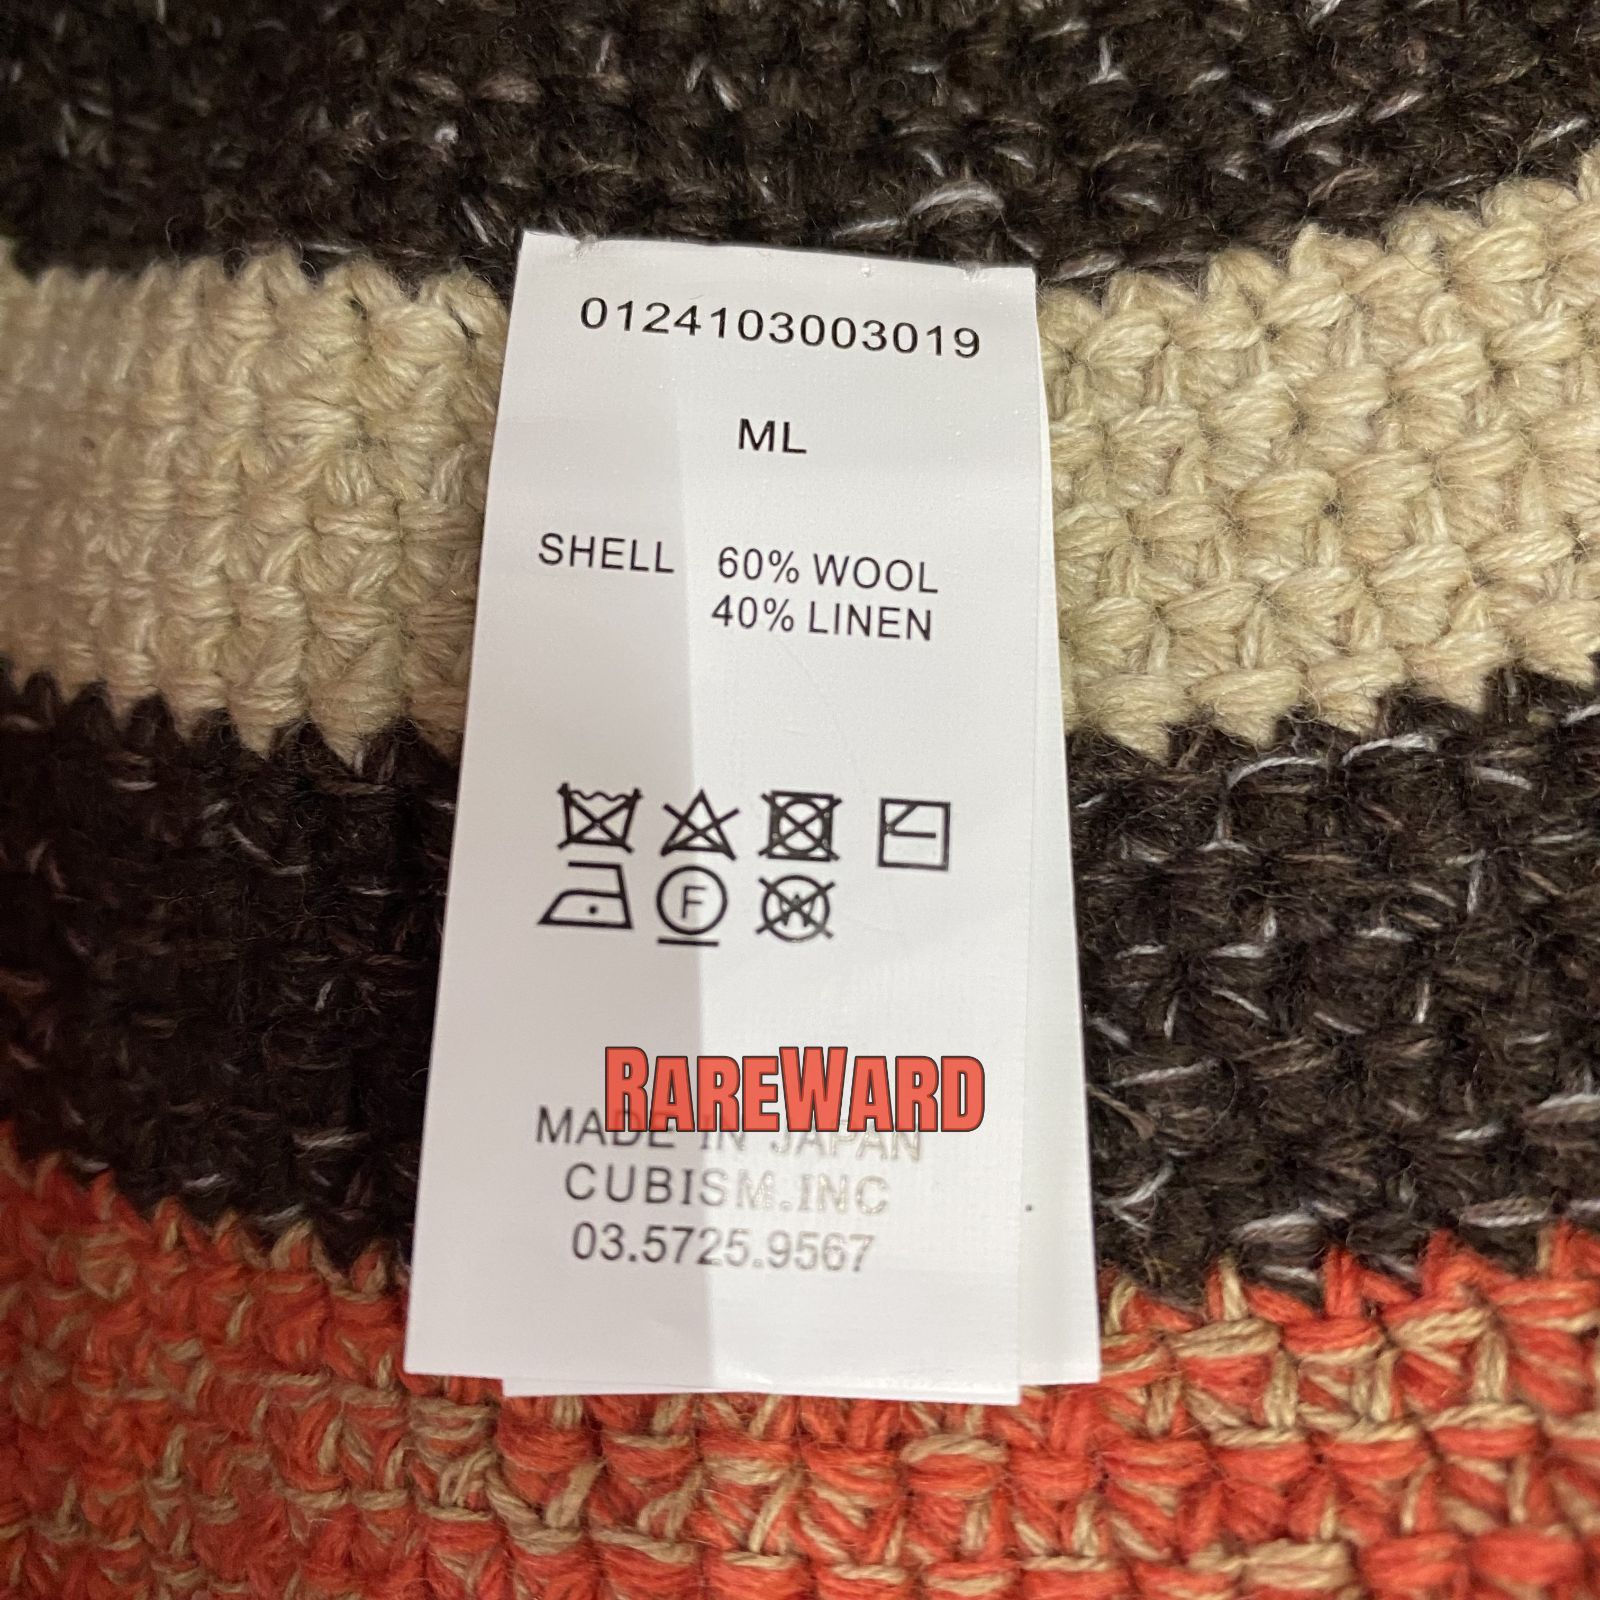 0124103003019
ML
SHELL 60% WOOL
40% LINEN
F
W
RAREWARD
MADE IN JAPAN
CUBISM.INC
03.5725.9567